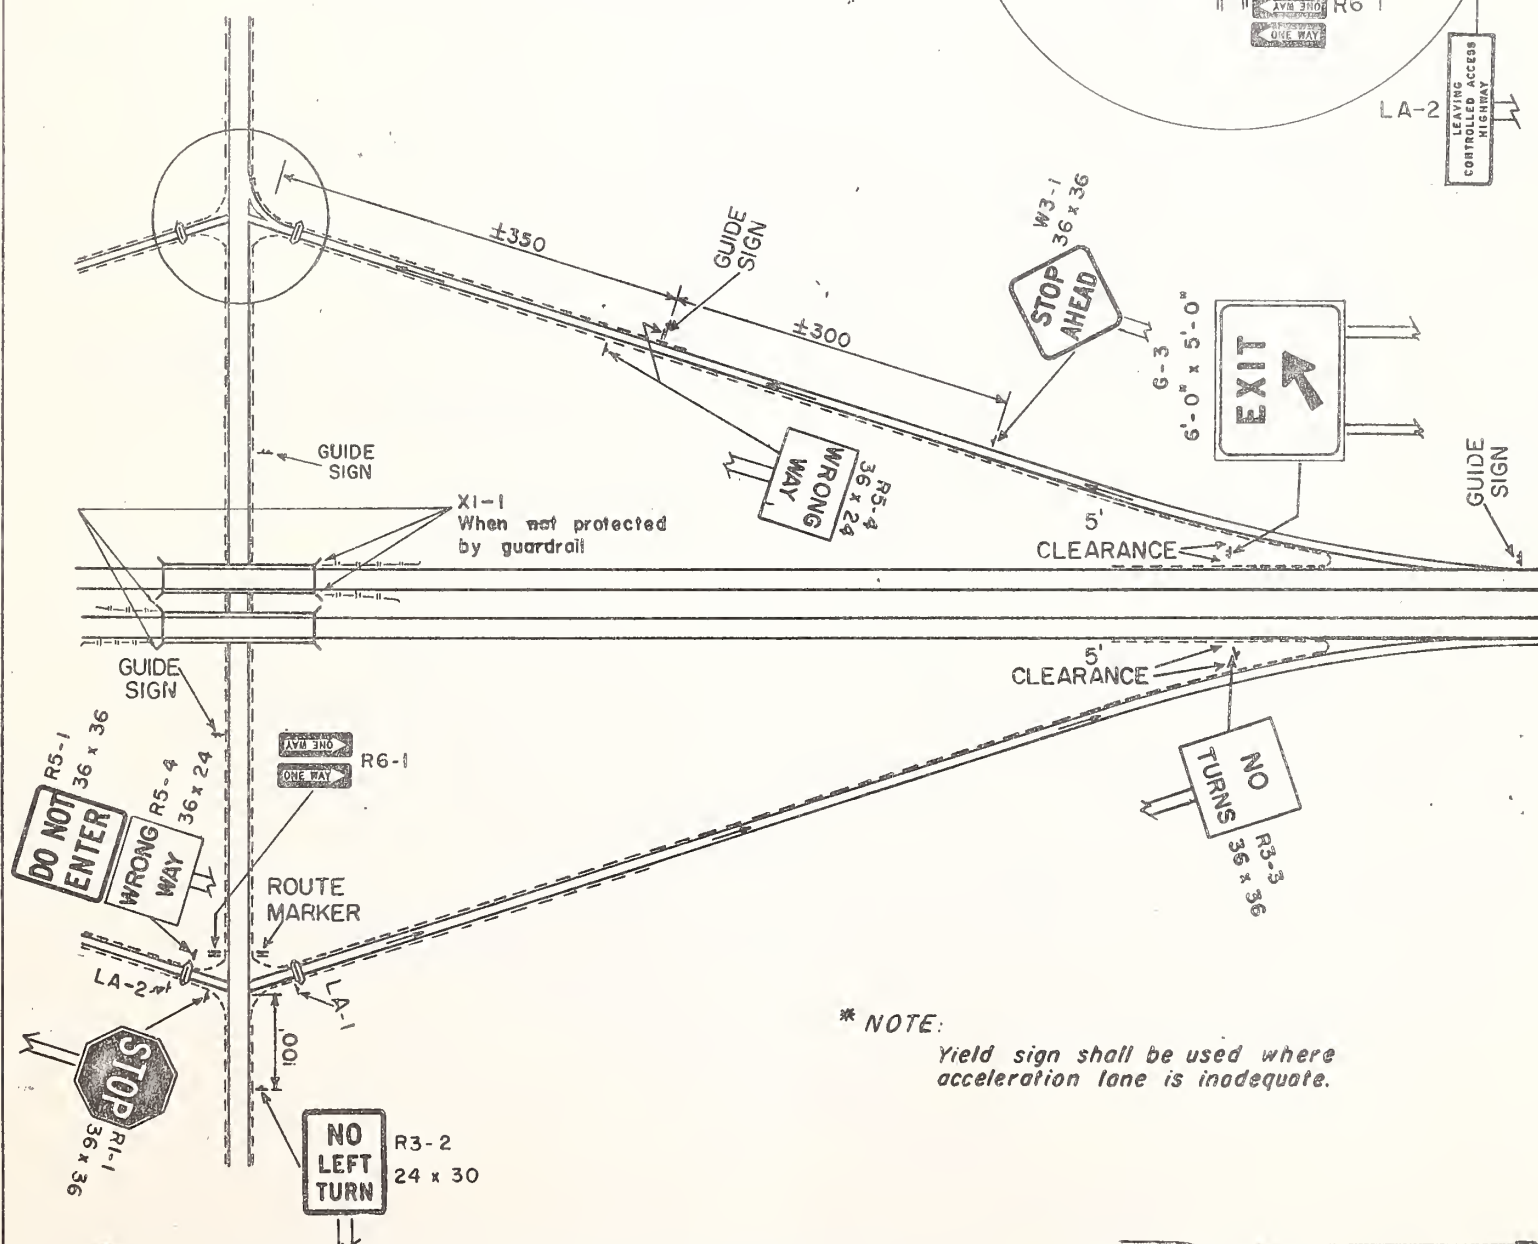 ONE WAY
R6-1
ONE WAY
LA-2
LEAVING
CONTROLLED ACCESS
HIGHWAY
±350
GUIDE
SIGN
W3-1
36 x 36
STOP
AHEAD
±300
G-3
6'-0" x 5'-0"
EXIT
GUIDE
SIGN
GUIDE
SIGN
WRONG
WAY
R5-4
36 x 24
X1-1
When not protected
by guardrail
5'
CLEARANCE
GUIDE
SIGN
5'
CLEARANCE
R5-1
36 x 36
DO NOT
ENTER
R5-4
36 x 24
WRONG
WAY
ONE WAY
ONE WAY
R6-1
NO
TURNS
R3-3
36 x 36
ROUTE
MARKER
LA-2
LA-1
100'
STOP
R1-1
36 x 36
* NOTE:
Yield sign shall be used where
acceleration lane is inadequate.
NO
LEFT
TURN
R3-2
24 x 30